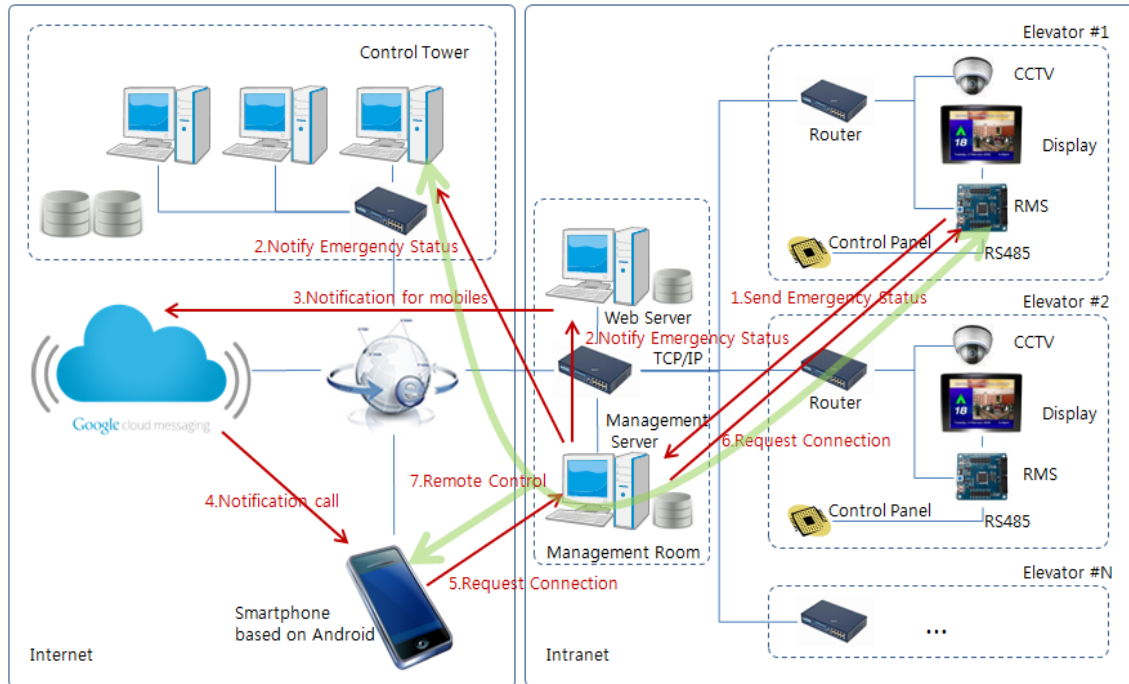 Control Tower
2.Notify Emergency Status
3.Notification for mobiles
Google cloud messaging
4.Notification call
7.Remote Control
5.Request Connection
Smartphone
based on Android
Internet
Web Server
2.Notify Emergency Status
TCP/IP
Management
Server
Management Room
1.Send Emergency Status
6.Request Connection
Intranet
Elevator #1
CCTV
Router
18
Display
RMS
Control Panel
RS485
Elevator #2
CCTV
Router
18
Display
RMS
Control Panel
RS485
Elevator #N
...